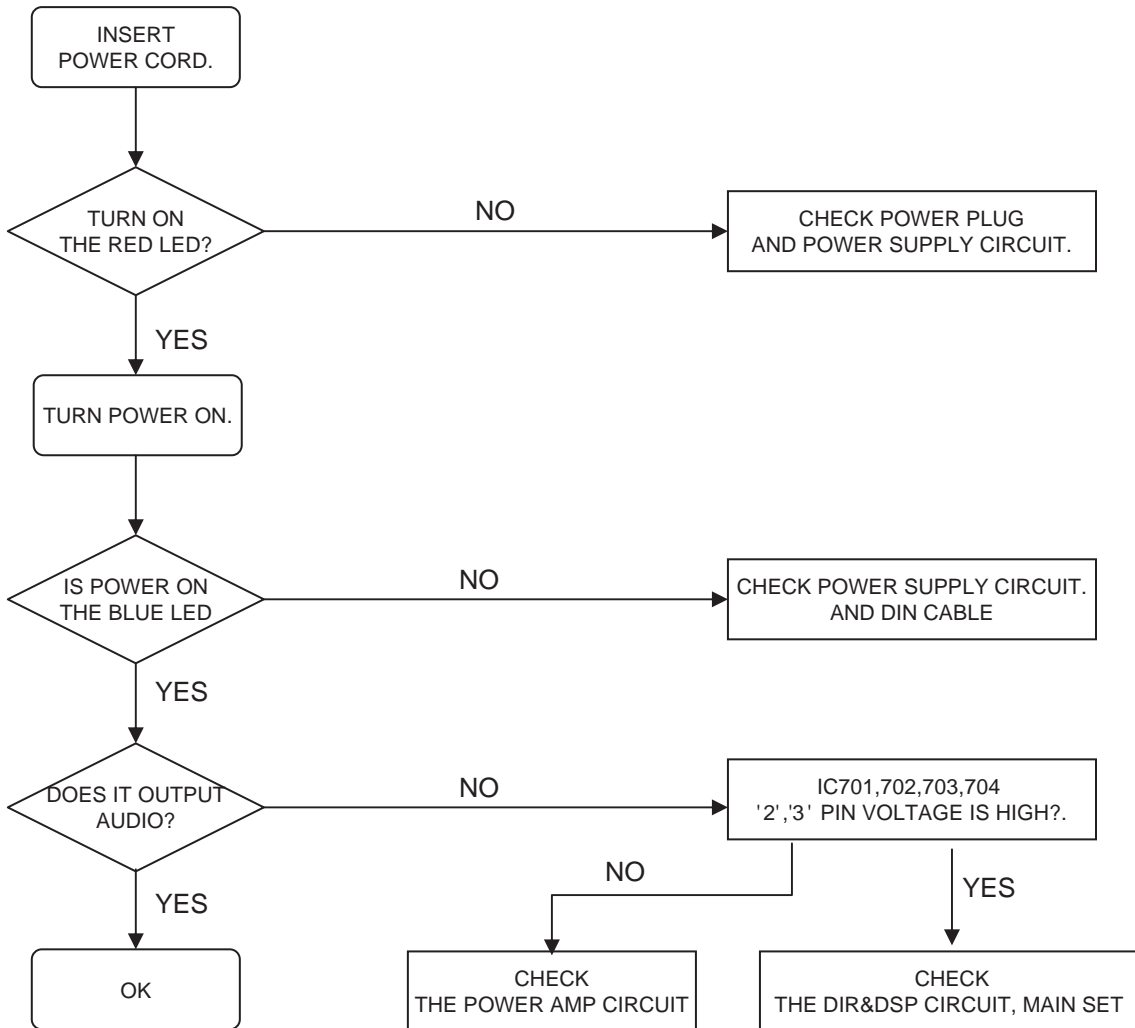 INSERT
POWER CORD.
TURN ON
THE RED LED?
NO
CHECK POWER PLUG
AND POWER SUPPLY CIRCUIT.
YES
TURN POWER ON.
IS POWER ON
THE BLUE LED
NO
CHECK POWER SUPPLY CIRCUIT.
AND DIN CABLE
YES
DOES IT OUTPUT
AUDIO?
NO
IC701,702,703,704
'2','3' PIN VOLTAGE IS HIGH?.
NO
YES
YES
OK
CHECK
THE POWER AMP CIRCUIT
CHECK
THE DIR&DSP CIRCUIT, MAIN SET